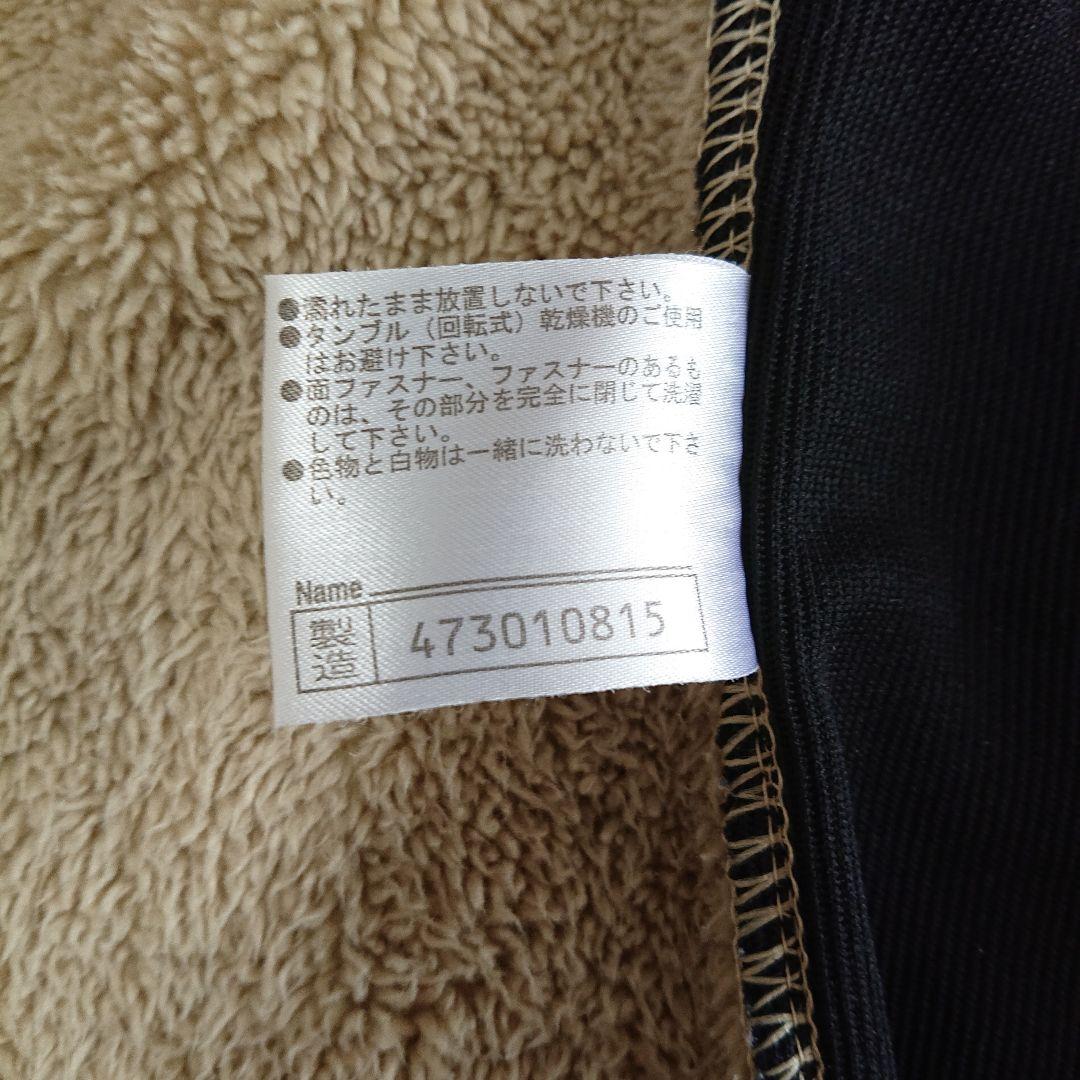 ●濡れたまま放置しないで下さい。
●タンブル（回転式）乾燥機のご使用
はお避け下さい。
●面ファスナー、ファスナーのあるも
のは、その部分を完全に閉じて洗濯
して下さい。
●色物と白物は一緒に洗わないで下さ
い。
Name
製造 473010815